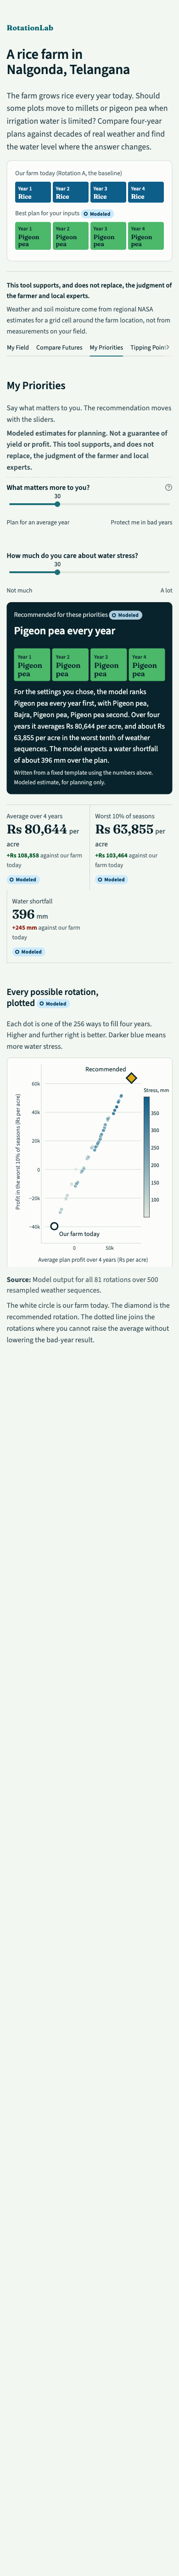 RotationLab
A rice farm in
Nalgonda, Telangana
The farm grows rice every year today. Should
some plots move to millets or pigeon pea when
irrigation water is limited? Compare four-year
plans against decades of real weather and find
the water level where the answer changes.
Our farm today (Rotation A, the baseline)
Year 1 Year 2 Year 3 Year 4
Rice Rice Rice Rice
Best plan for your inputs Modeled
Year 1 Year 2 Year 3 Year 4
Pigeon Pigeon Pigeon Pigeon
pea pea pea pea
This tool supports, and does not replace, the judgment of
the farmer and local experts.
Weather and soil moisture come from regional NASA
estimates for a grid cell around the farm location, not from
measurements on your field.
My Field Compare Futures My Priorities Tipping Poin
My Priorities
Say what matters to you. The recommendation moves
with the sliders.
Modeled estimates for planning. Not a guarantee of
yield or profit. This tool supports, and does not
replace, the judgment of the farmer and local
experts.
What matters more to you?
30
Plan for an average year Protect me in bad years
How much do you care about water stress?
30
Not much A lot
Recommended for these priorities Modeled
Pigeon pea every year
Year 1 Year 2 Year 3 Year 4
Pigeon Pigeon Pigeon Pigeon
pea pea pea pea
For the settings you chose, the model ranks
Pigeon pea every year first, with Pigeon pea,
Bajra, Pigeon pea, Pigeon pea second. Over four
years it averages Rs 80,644 per acre, and about Rs
63,855 per acre in the worst tenth of weather
sequences. The model expects a water shortfall
of about 396 mm over the plan.
Written from a fixed template using the numbers above.
Modeled estimate, for planning only.
Average over 4 years
Rs 80,644 per
acre
+Rs 108,858 against our farm
today
Modeled
Worst 10% of seasons
Rs 63,855 per
acre
+Rs 103,464 against our
farm today
Modeled
Water shortfall
396 mm
+245 mm against our farm
today
Modeled
Every possible rotation,
plotted Modeled
Each dot is one of the 256 ways to fill four years.
Higher and further right is better. Darker blue means
more water stress.
Recommended
Stress, mm
60k
40k
20k
0
−20k
−40k
350
300
250
200
150
100
Profit in the worst 10% of seasons (Rs per acre)
Our farm today
0 50k
Average plan profit over 4 years (Rs per acre)
Source: Model output for all 81 rotations over 500
resampled weather sequences.
The white circle is our farm today. The diamond is the
recommended rotation. The dotted line joins the
rotations where you cannot raise the average without
lowering the bad-year result.